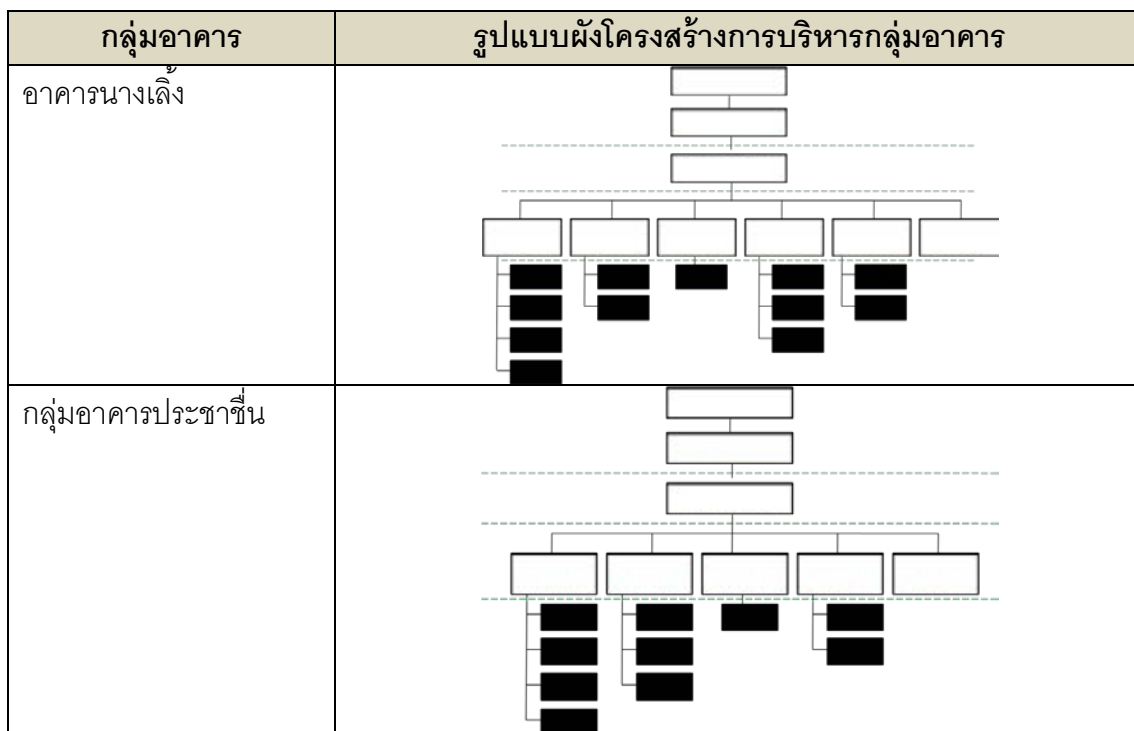 กลุ่มอาคาร
รูปแบบผังโครงสร้างการบริหารกลุ่มอาคาร
อาคารนางเลิ้ง
กลุ่มอาคารประชาชื่น